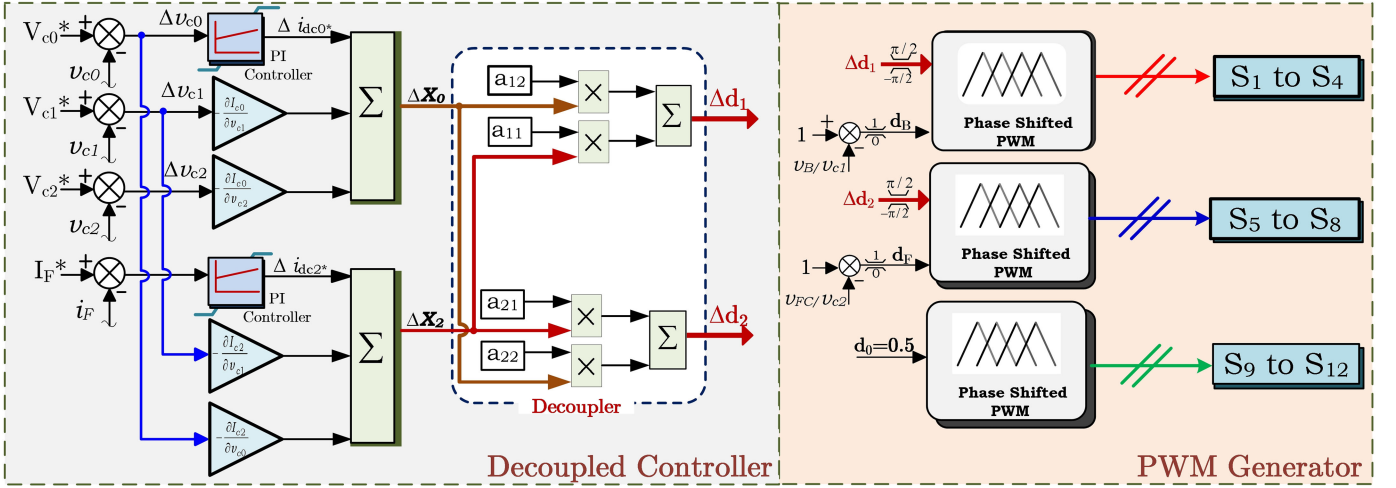 V_c0*
+
-
v_c0
Δv_c0
PI
Controller
Δ i_dc0*
V_c1*
+
-
v_c1
Δv_c1
-∂I_c0/∂v_c1
V_c2*
+
-
v_c2
Δv_c2
-∂I_c0/∂v_c2
Σ
ΔX_0
I_F*
+
-
i_F
PI
Controller
Δ i_dc2*
-∂I_c2/∂v_c1
-∂I_c2/∂v_c0
Σ
ΔX_2
a_12
×
a_11
×
Σ
Δd_1
a_21
×
a_22
×
Σ
Δd_2
Decoupler
Decoupled Controller
Δd_1
π/2
-π/2
1
+
-
v_B/v_c1
1
0
d_B
Phase Shifted
PWM
S_1 to S_4
Δd_2
π/2
-π/2
1
-
v_FC/v_c2
1
0
d_F
Phase Shifted
PWM
S_5 to S_8
d_0=0.5
Phase Shifted
PWM
S_9 to S_12
PWM Generator